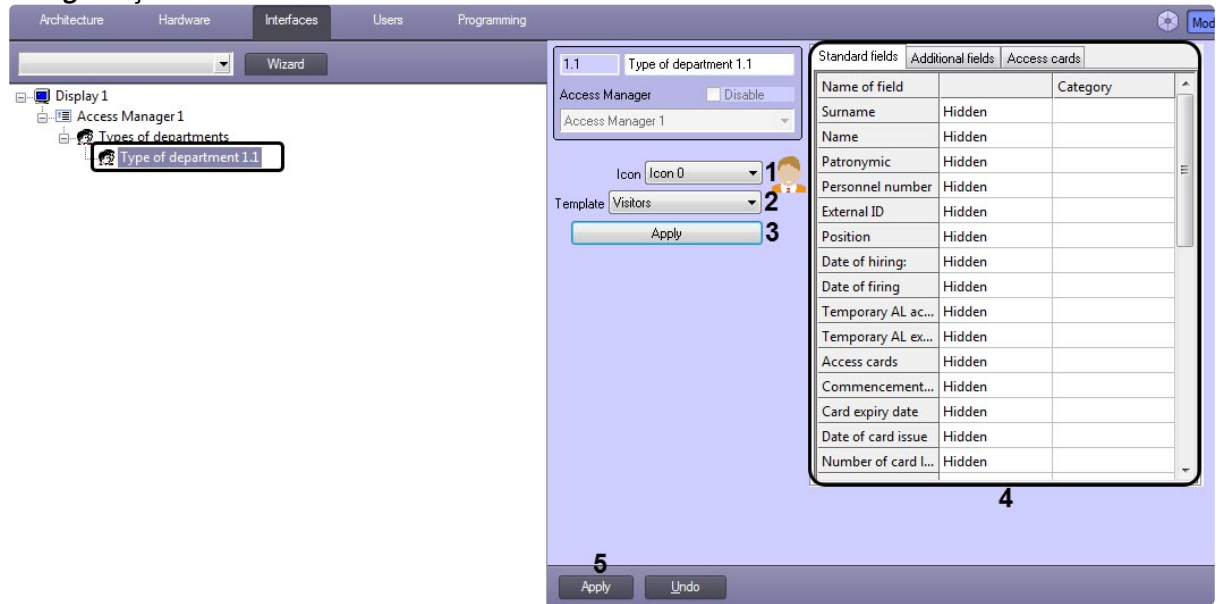 Architecture Hardware Interfaces Users Programming Mod
Wizard
Display 1
Access Manager 1
Types of departments
Type of department 1.1
1.1 Type of department 1.1
Access Manager Disable
Access Manager 1
Icon Icon 0 1
Template Visitors 2
Apply 3
Standard fields Additional fields Access cards
Name of field Category
Surname Hidden
Name Hidden
Patronymic Hidden
Personnel number Hidden
External ID Hidden
Position Hidden
Date of hiring: Hidden
Date of firing Hidden
Temporary AL ac... Hidden
Temporary AL ex... Hidden
Access cards Hidden
Commencement... Hidden
Card expiry date Hidden
Date of card issue Hidden
Number of card l... Hidden
4
5
Apply Undo